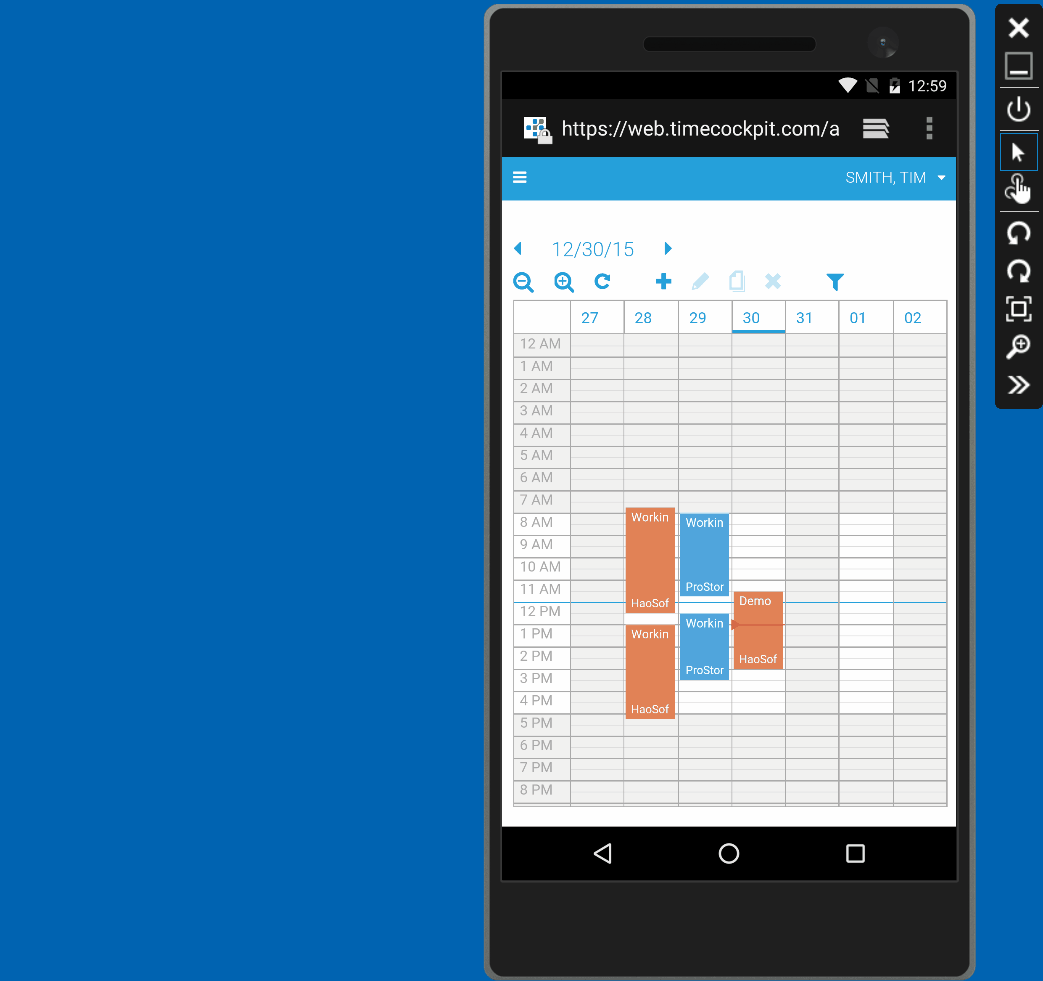 12:59
https://web.timecockpit.com/a
SMITH, TIM
12/30/15
27 28 29 30 31 01 02
12 AM
1 AM
2 AM
3 AM
4 AM
5 AM
6 AM
7 AM
8 AM
9 AM
10 AM
11 AM
12 PM
1 PM
2 PM
3 PM
4 PM
5 PM
6 PM
7 PM
8 PM
Workin
HaoSof
Workin
HaoSof
Workin
ProStor
Workin
ProStor
Demo
HaoSof